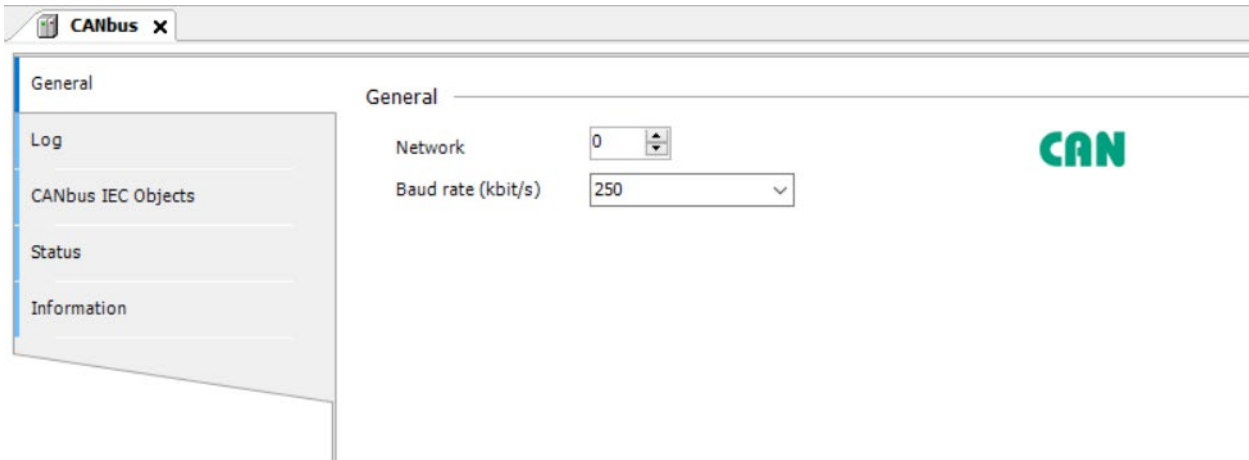 CANbus
General
Log
CANbus IEC Objects
Status
Information
General
Network 0
Baud rate (kbit/s) 250
CAN